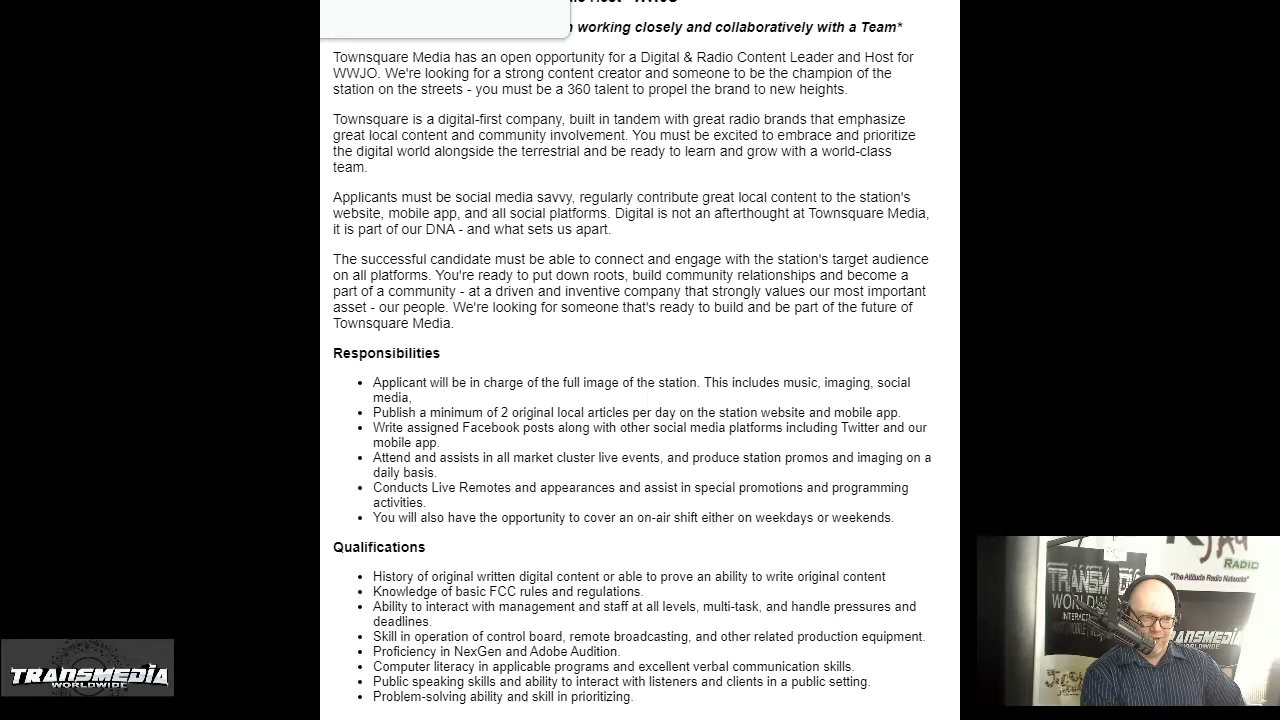 working closely and collaboratively with a Team*
Townsquare Media has an open opportunity for a Digital & Radio Content Leader and Host for
WWJO. We're looking for a strong content creator and someone to be the champion of the
station on the streets - you must be a 360 talent to propel the brand to new heights.
Townsquare is a digital-first company, built in tandem with great radio brands that emphasize
great local content and community involvement. You must be excited to embrace and prioritize
the digital world alongside the terrestrial and be ready to learn and grow with a world-class
team.
Applicants must be social media savvy, regularly contribute great local content to the station's
website, mobile app, and all social platforms. Digital is not an afterthought at Townsquare Media,
it is part of our DNA - and what sets us apart.
The successful candidate must be able to connect and engage with the station's target audience
on all platforms. You're ready to put down roots, build community relationships and become a
part of a community - at a driven and inventive company that strongly values our most important
asset - our people. We're looking for someone that's ready to build and be part of the future of
Townsquare Media.
Responsibilities
• Applicant will be in charge of the full image of the station. This includes music, imaging, social
media,
• Publish a minimum of 2 original local articles per day on the station website and mobile app.
• Write assigned Facebook posts along with other social media platforms including Twitter and our
mobile app.
• Attend and assists in all market cluster live events, and produce station promos and imaging on a
daily basis.
• Conducts Live Remotes and appearances and assist in special promotions and programming
activities.
• You will also have the opportunity to cover an on-air shift either on weekdays or weekends.
Qualifications
• History of original written digital content or able to prove an ability to write original content
• Knowledge of basic FCC rules and regulations.
• Ability to interact with management and staff at all levels, multi-task, and handle pressures and
deadlines.
• Skill in operation of control board, remote broadcasting, and other related production equipment.
• Proficiency in NexGen and Adobe Audition.
• Computer literacy in applicable programs and excellent verbal communication skills.
• Public speaking skills and ability to interact with listeners and clients in a public setting.
• Problem-solving ability and skill in prioritizing.
TRANSMEDIA
WORLDWIDE
RADIO
"The Attitude Radio Network"
TRANSMEDIA
WORLDWIDE